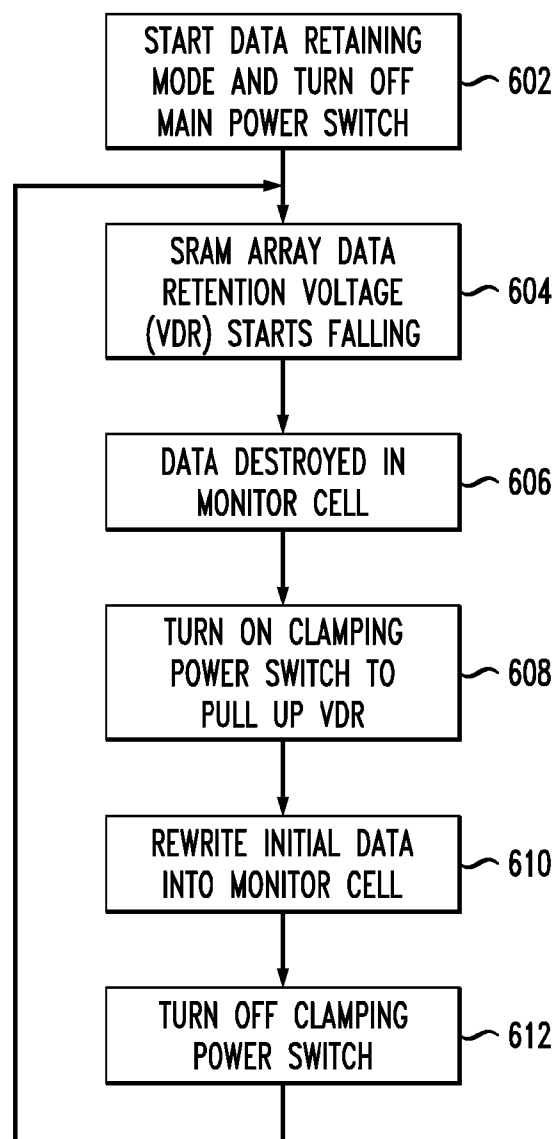 START DATA RETAINING
MODE AND TURN OFF
MAIN POWER SWITCH
602
SRAM ARRAY DATA
RETENTION VOLTAGE
(VDR) STARTS FALLING
604
DATA DESTROYED IN
MONITOR CELL
606
TURN ON CLAMPING
POWER SWITCH TO
PULL UP VDR
608
REWRITE INITIAL DATA
INTO MONITOR CELL
610
TURN OFF CLAMPING
POWER SWITCH
612